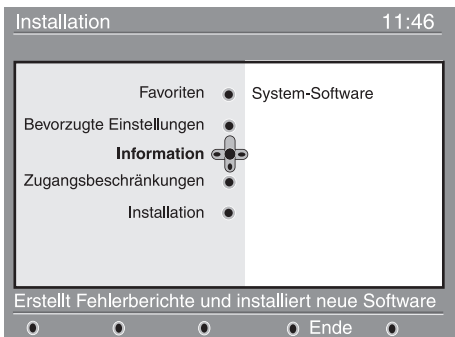 Installation 11:46
Favoriten System-Software
Bevorzugte Einstellungen
Information
Zugangsbeschränkungen
Installation
Erstellt Fehlerberichte und installiert neue Software
Ende